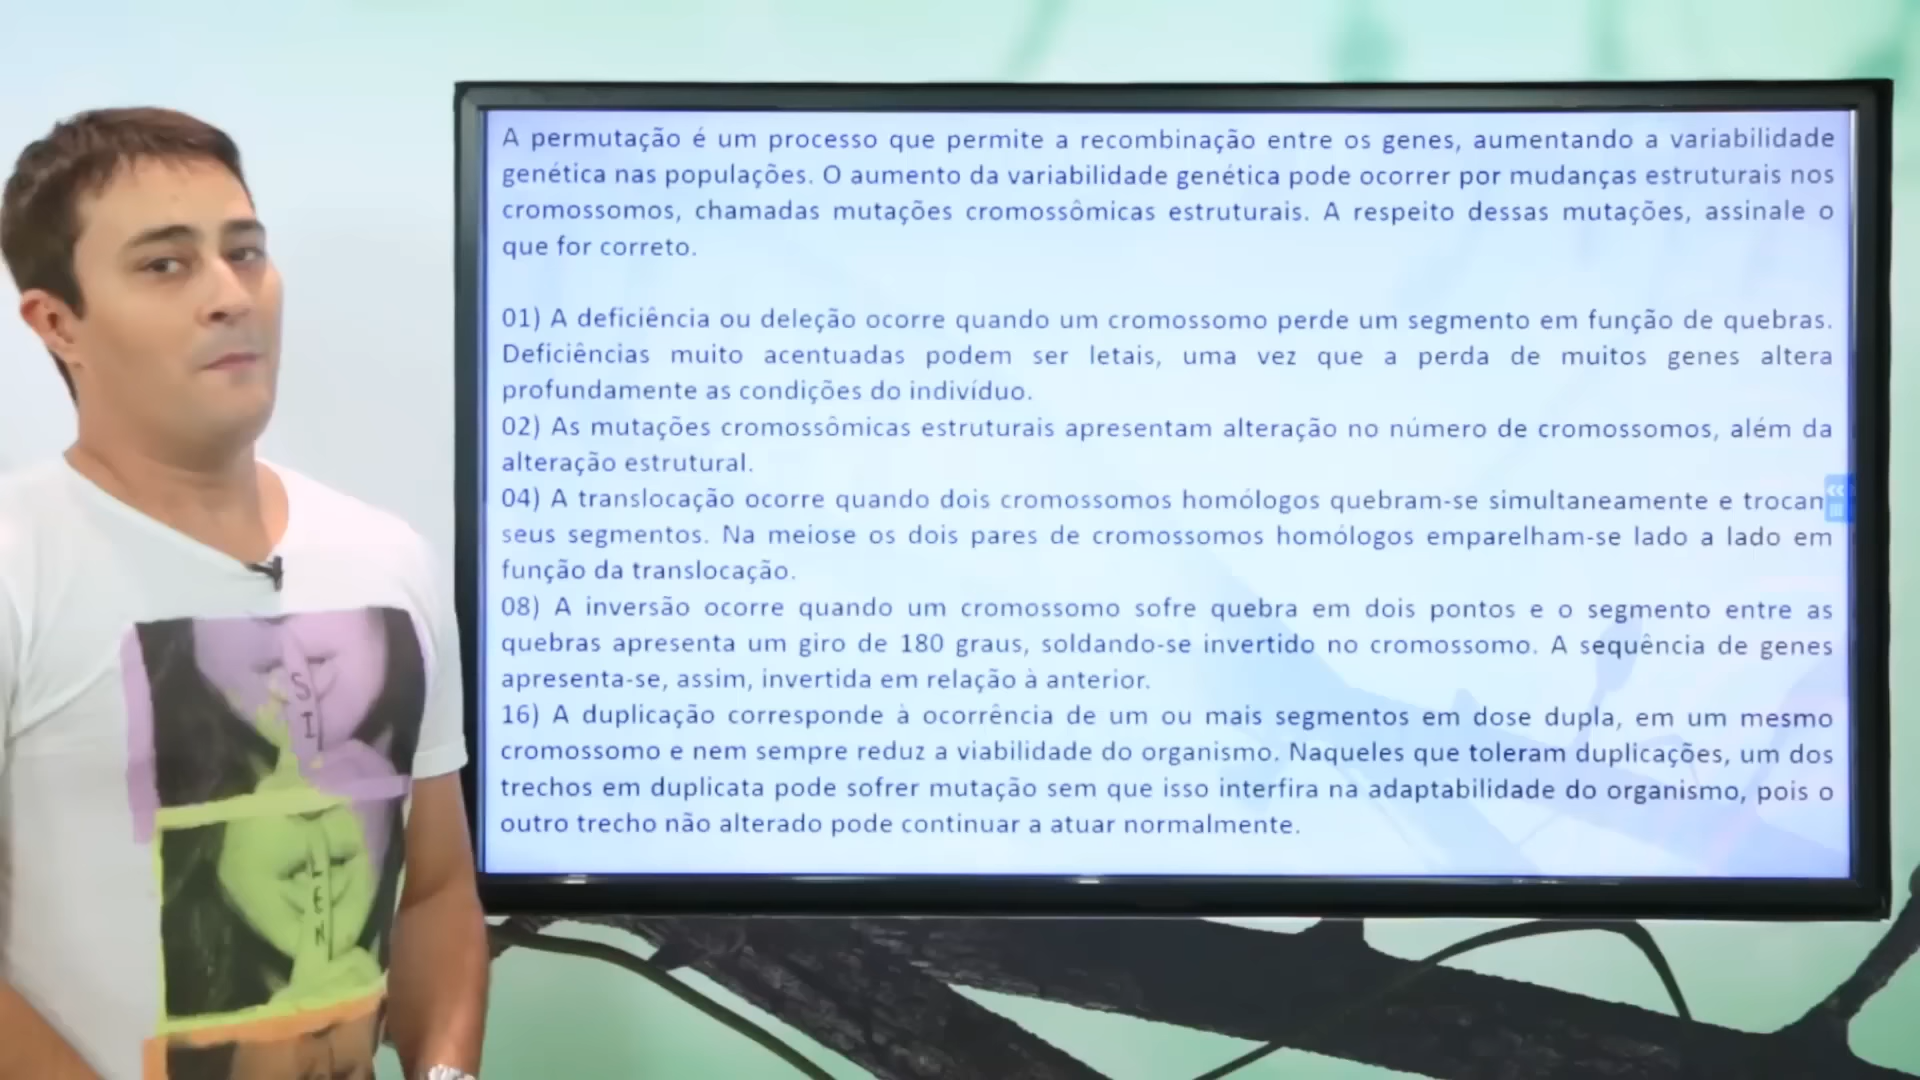 A permutação é um processo que permite a recombinação entre os genes, aumentando a variabilidade
genética nas populações. O aumento da variabilidade genética pode ocorrer por mudanças estruturais nos
cromossomos, chamadas mutações cromossômicas estruturais. A respeito dessas mutações, assinale o
que for correto.
01) A deficiência ou deleção ocorre quando um cromossomo perde um segmento em função de quebras.
Deficiências muito acentuadas podem ser letais, uma vez que a perda de muitos genes altera
profundamente as condições do indivíduo.
02) As mutações cromossômicas estruturais apresentam alteração no número de cromossomos, além da
alteração estrutural.
04) A translocação ocorre quando dois cromossomos homólogos quebram-se simultaneamente e trocam
seus segmentos. Na meiose os dois pares de cromossomos homólogos emparelham-se lado a lado em
função da translocação.
08) A inversão ocorre quando um cromossomo sofre quebra em dois pontos e o segmento entre as
quebras apresenta um giro de 180 graus, soldando-se invertido no cromossomo. A sequência de genes
apresenta-se, assim, invertida em relação à anterior.
16) A duplicação corresponde à ocorrência de um ou mais segmentos em dose dupla, em um mesmo
cromossomo e nem sempre reduz a viabilidade do organismo. Naqueles que toleram duplicações, um dos
trechos em duplicata pode sofrer mutação sem que isso interfira na adaptabilidade do organismo, pois o
outro trecho não alterado pode continuar a atuar normalmente.
S
I
L
E
N